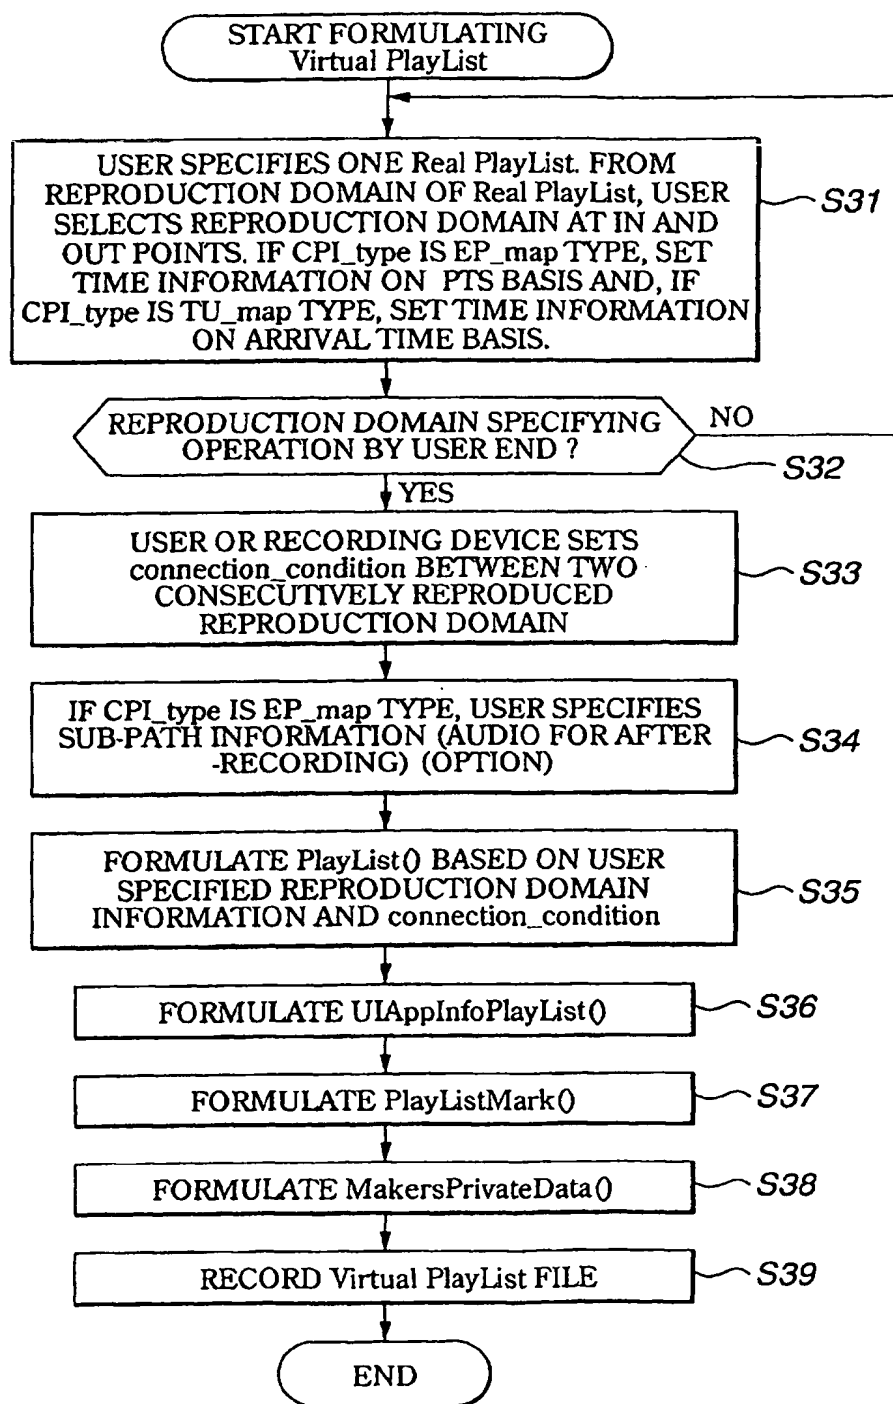 START FORMULATING
Virtual PlayList
USER SPECIFIES ONE Real PlayList. FROM
REPRODUCTION DOMAIN OF Real PlayList, USER
SELECTS REPRODUCTION DOMAIN AT IN AND
OUT POINTS. IF CPI_type IS EP_map TYPE, SET
TIME INFORMATION ON PTS BASIS AND, IF
CPI_type IS TU_map TYPE, SET TIME INFORMATION
ON ARRIVAL TIME BASIS.
S31
REPRODUCTION DOMAIN SPECIFYING
OPERATION BY USER END ?
NO
S32
YES
USER OR RECORDING DEVICE SETS
connection_condition BETWEEN TWO
CONSECUTIVELY REPRODUCED
REPRODUCTION DOMAIN
S33
IF CPI_type IS EP_map TYPE, USER SPECIFIES
SUB-PATH INFORMATION (AUDIO FOR AFTER
-RECORDING) (OPTION)
S34
FORMULATE PlayList() BASED ON USER
SPECIFIED REPRODUCTION DOMAIN
INFORMATION AND connection_condition
S35
FORMULATE UIAppInfoPlayList()
S36
FORMULATE PlayListMark()
S37
FORMULATE MakersPrivateData()
S38
RECORD Virtual PlayList FILE
S39
END